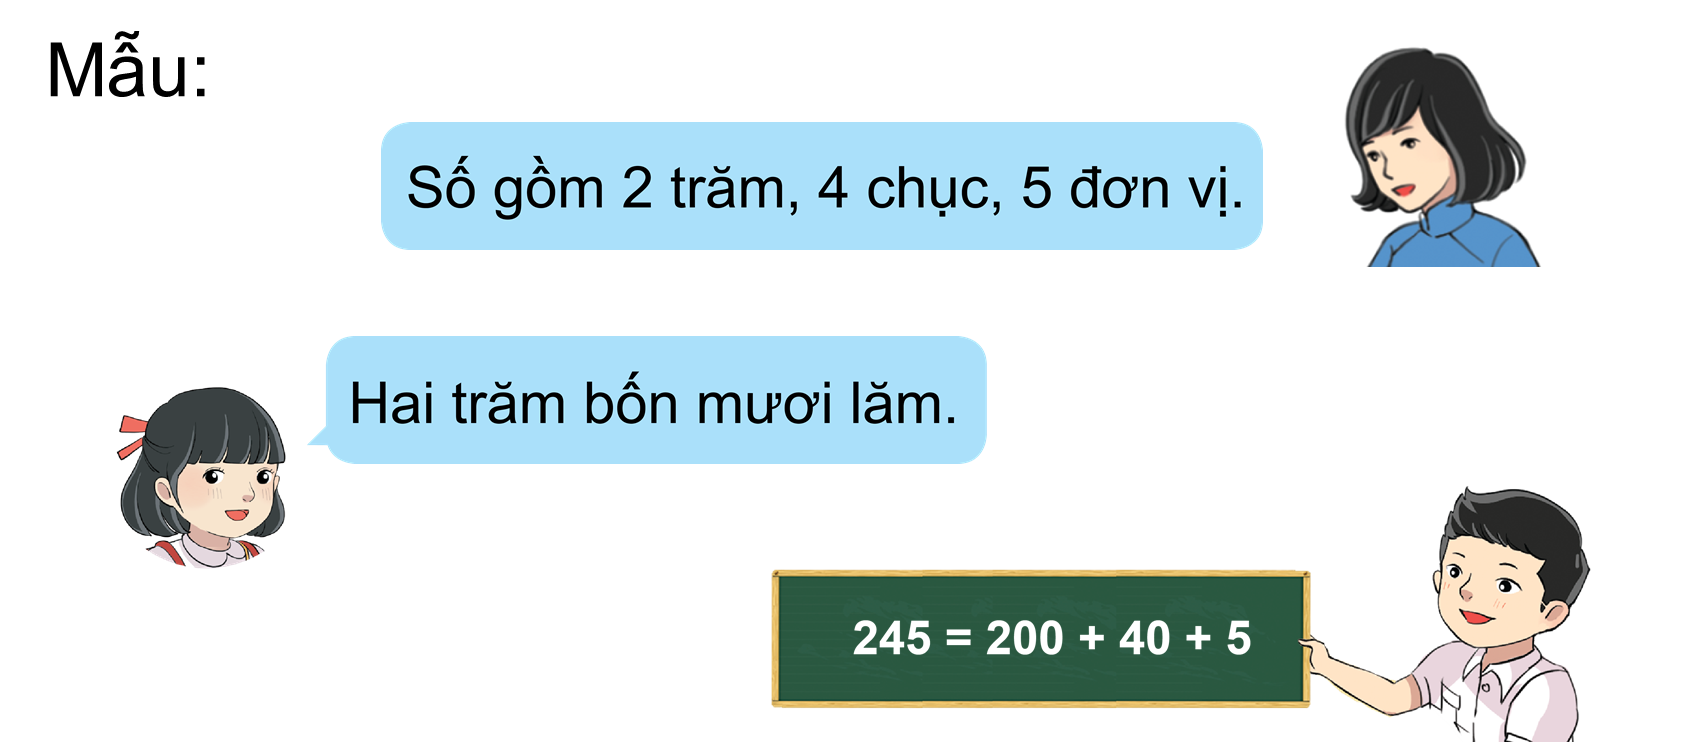 Mẫu:
Số gồm 2 trăm, 4 chục, 5 đơn vị.
Hai trăm bốn mươi lăm.
245 = 200 + 40 + 5